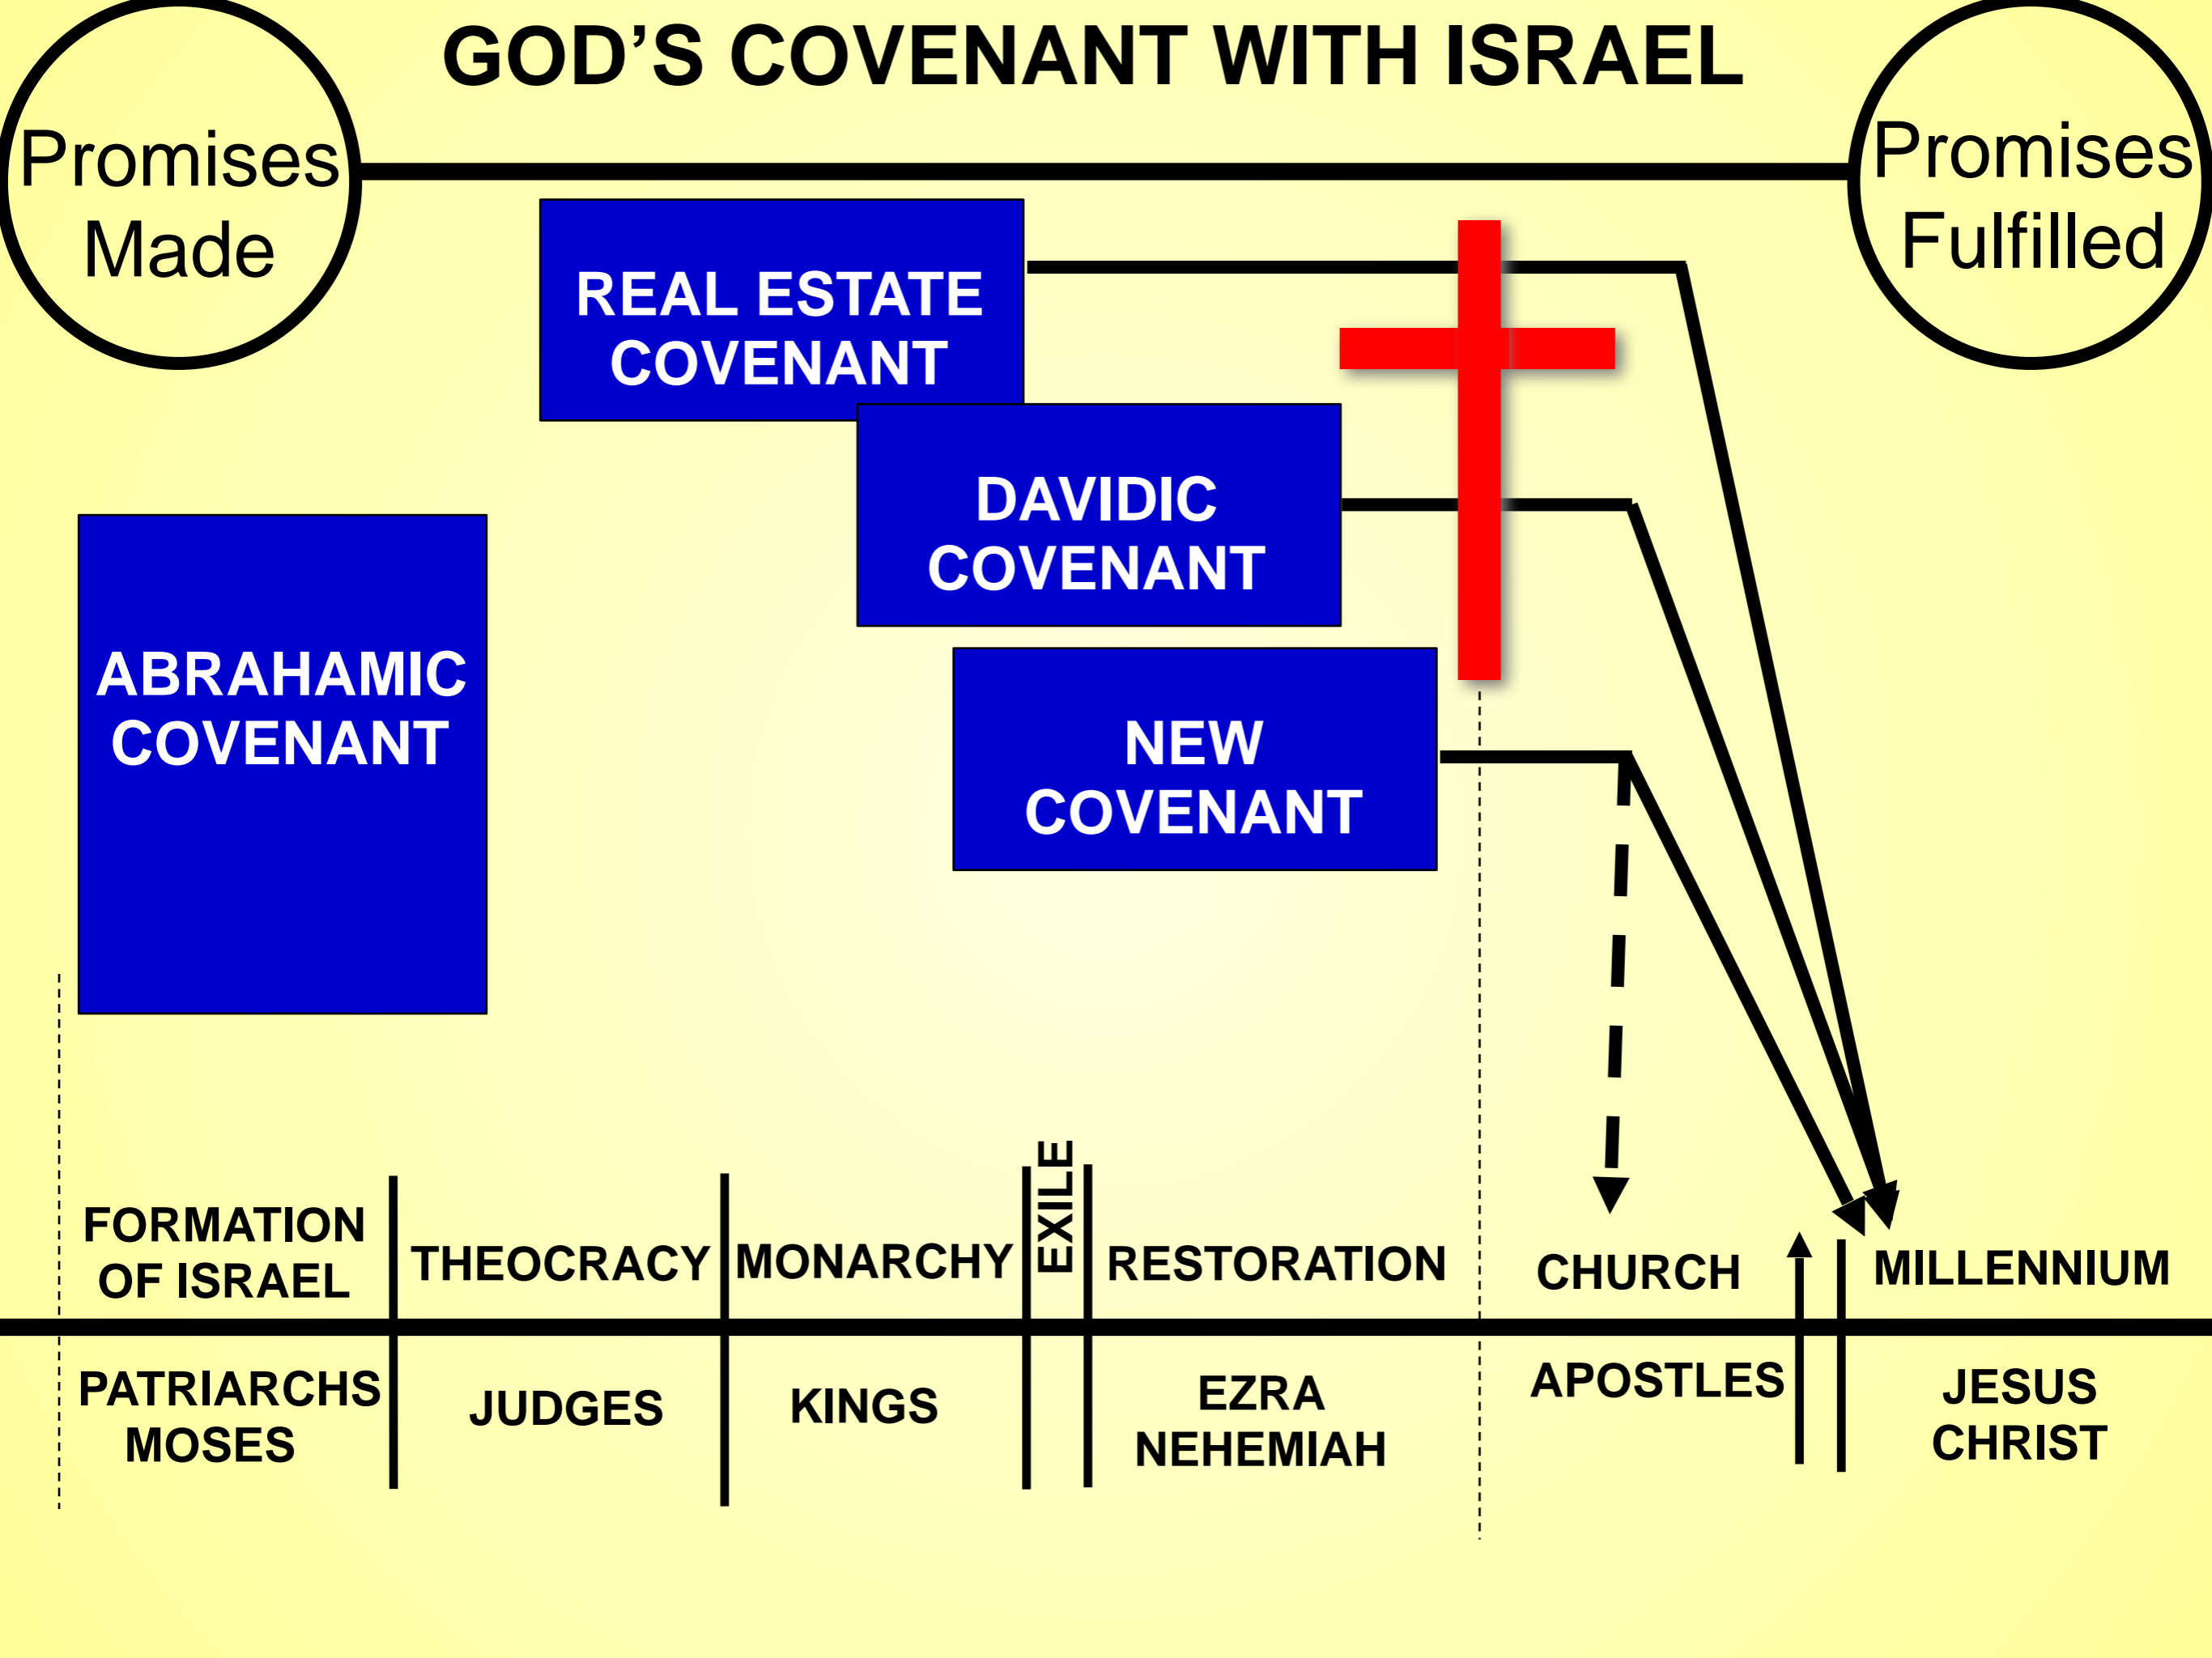 GOD’S COVENANT WITH ISRAEL
Promises
Made
Promises
Fulfilled
REAL ESTATE
COVENANT
DAVIDIC
COVENANT
ABRAHAMIC
COVENANT
NEW
COVENANT
FORMATION
OF ISRAEL
THEOCRACY
MONARCHY
EXILE
RESTORATION
CHURCH
MILLENNIUM
PATRIARCHS
MOSES
JUDGES
KINGS
EZRA
NEHEMIAH
APOSTLES
JESUS
CHRIST